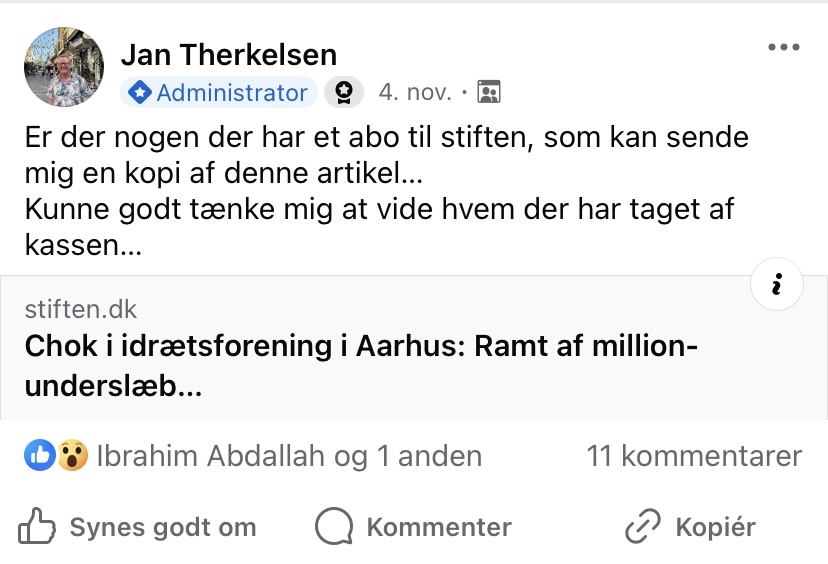 Jan Therkelsen
Administrator
4. nov. ·
Er der nogen der har et abo til stiften, som kan sende
mig en kopi af denne artikel...
Kunne godt tænke mig at vide hvem der har taget af
kassen...
stiften.dk
Chok i idrætsforening i Aarhus: Ramt af million-
underslæb...
Ibrahim Abdallah og 1 anden
11 kommentarer
Synes godt om
Kommenter
Kopiér